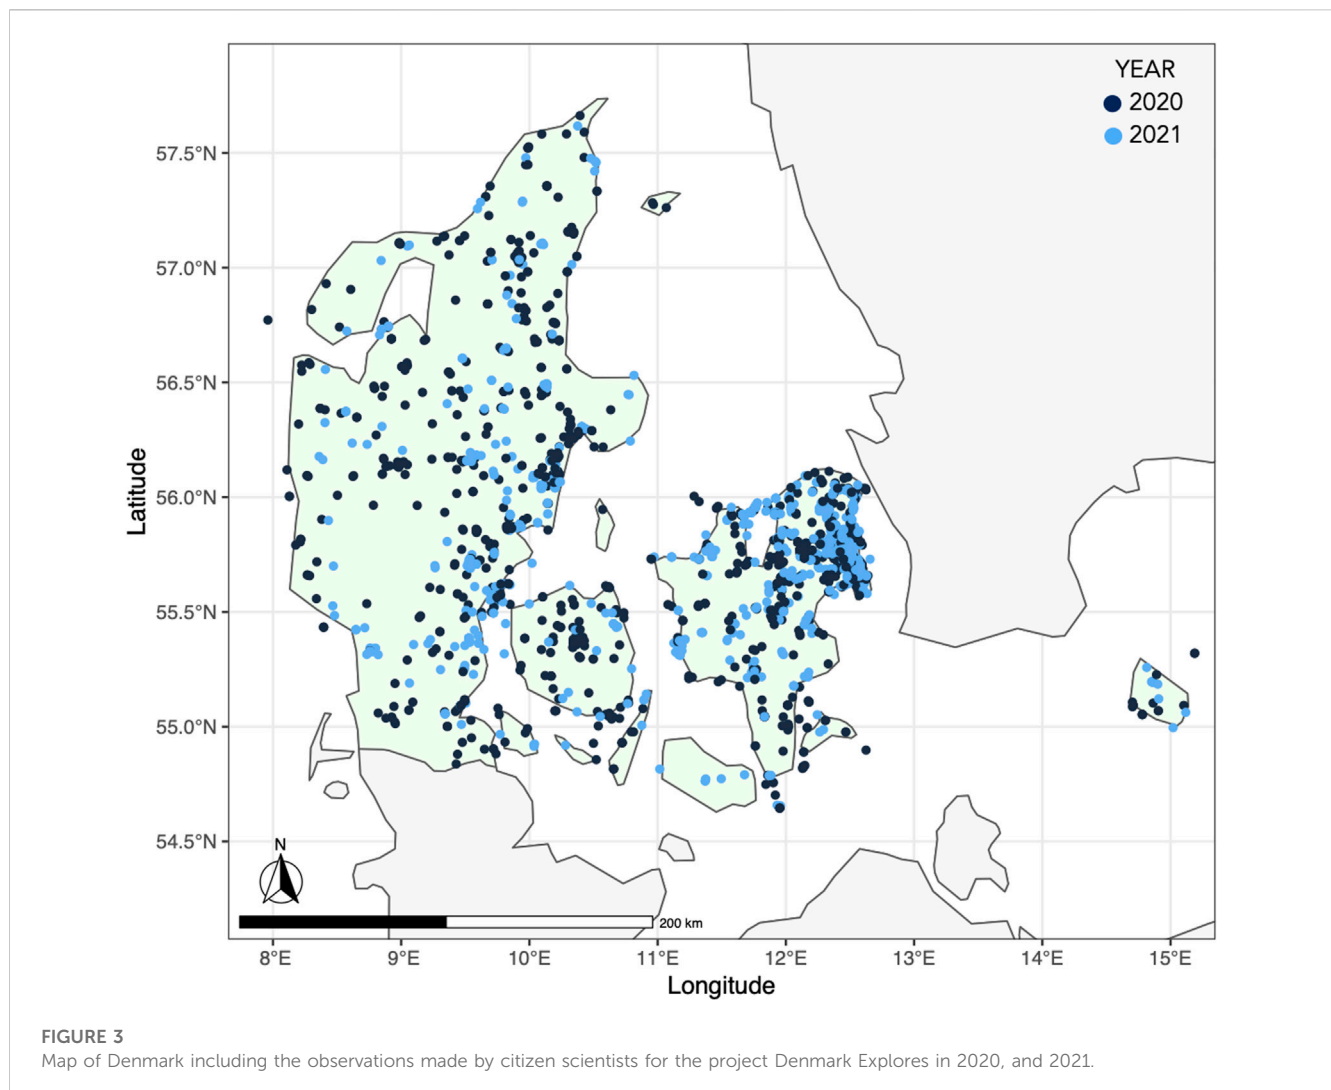 YEAR
2020
2021
57.5°N
57.0°N
56.5°N
56.0°N
55.5°N
55.0°N
54.5°N
Latitude
N
200 km
8°E 9°E 10°E 11°E 12°E 13°E 14°E 15°E
Longitude
FIGURE 3
Map of Denmark including the observations made by citizen scientists for the project Denmark Explores in 2020, and 2021.